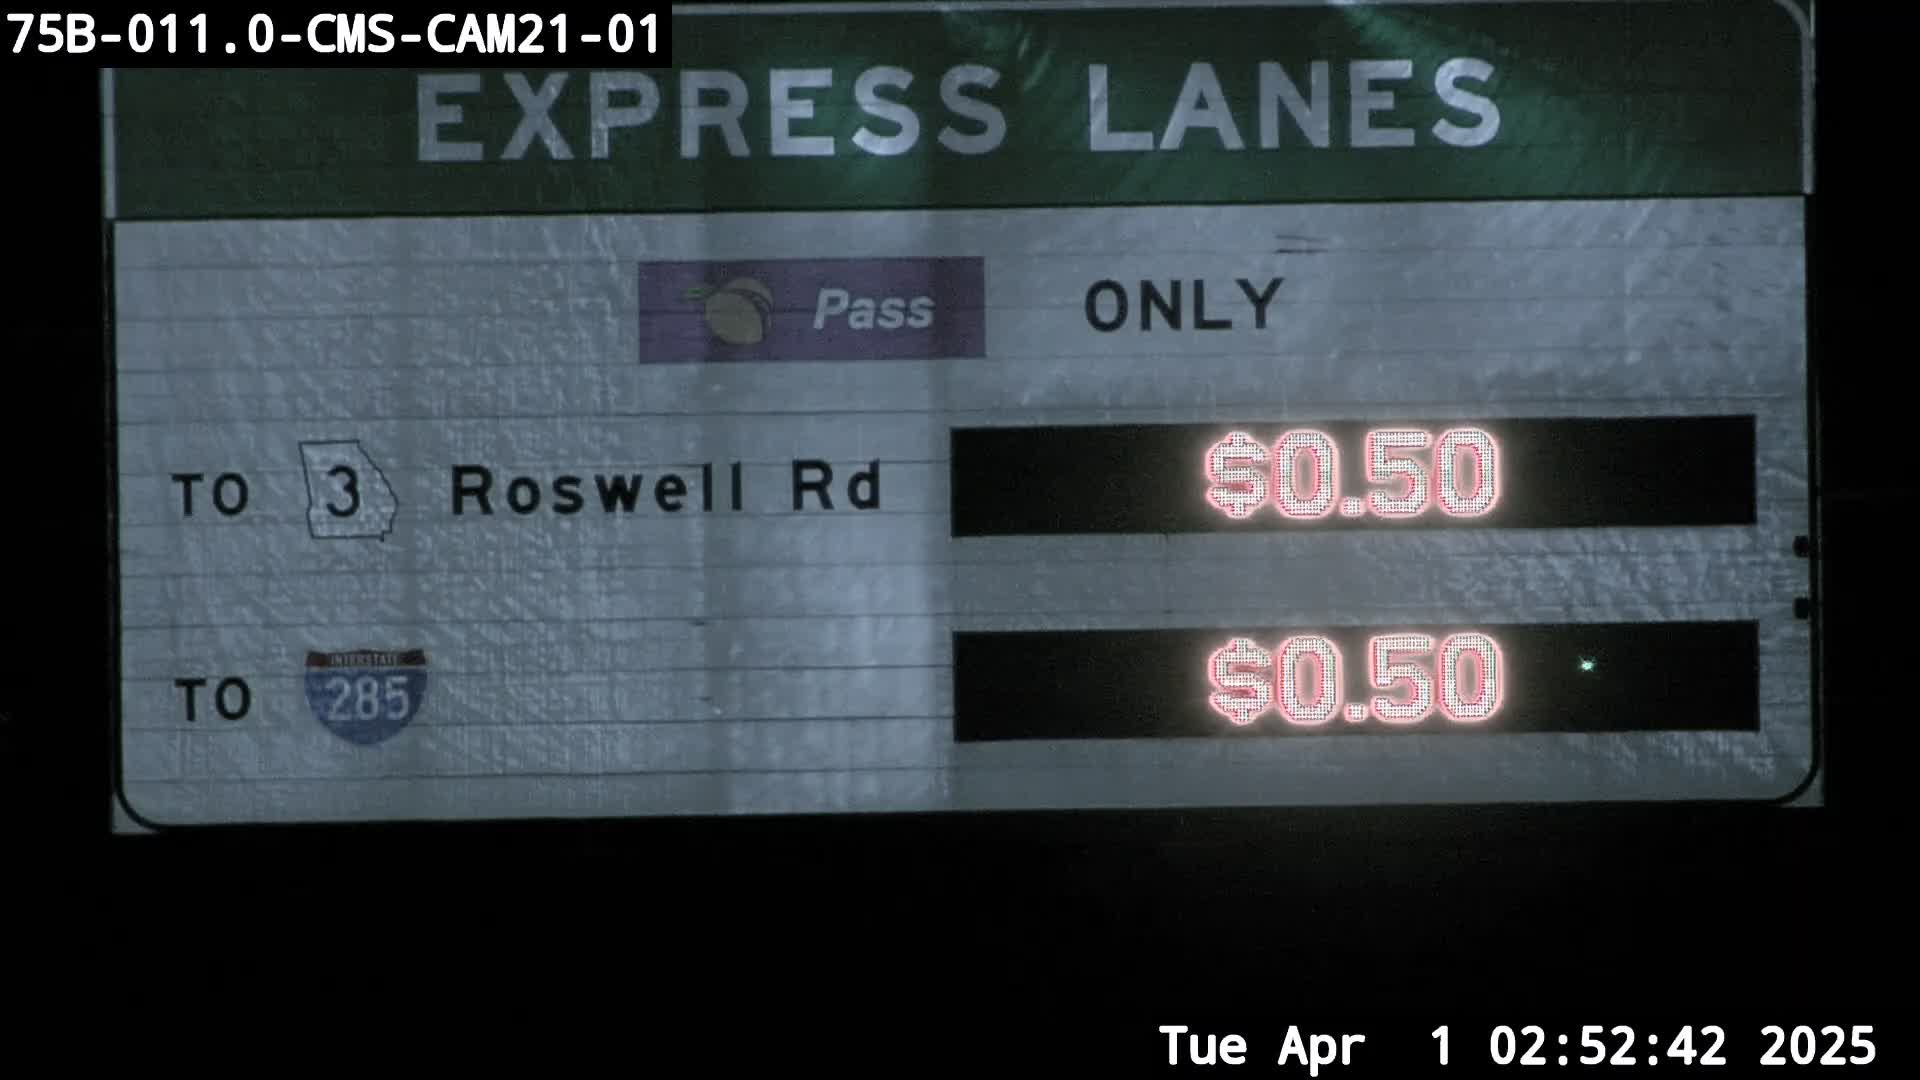 75B-011.0-CMS-CAM21-01
EXPRESS LANES
Pass ONLY
TO 3 Roswell Rd $0.50
TO INTERSTATE 285 $0.50
Tue Apr 1 02:52:42 2025